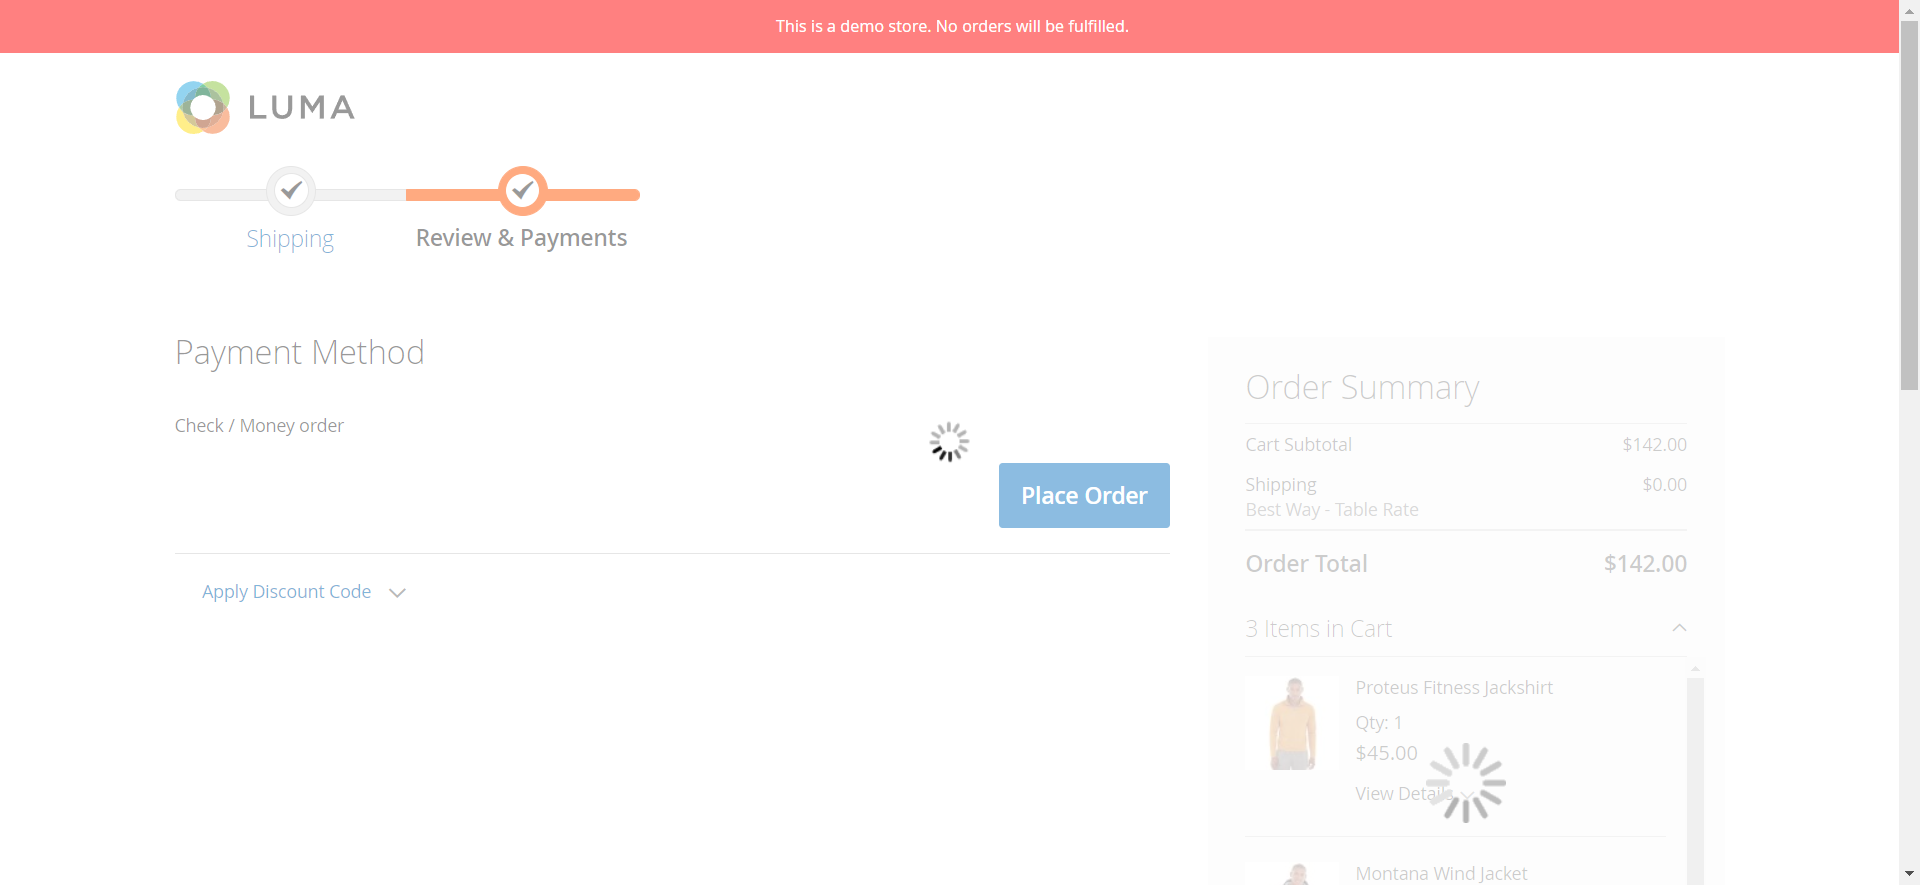 This is a demo store. No orders will be fulfilled.
LUMA
Shipping
Review & Payments
Payment Method
Check / Money order
Place Order
Apply Discount Code
Order Summary
Cart Subtotal $142.00
Shipping $0.00
Best Way - Table Rate
Order Total $142.00
3 Items in Cart
Proteus Fitness Jackshirt
Qty: 1
$45.00
View Details
Montana Wind Jacket